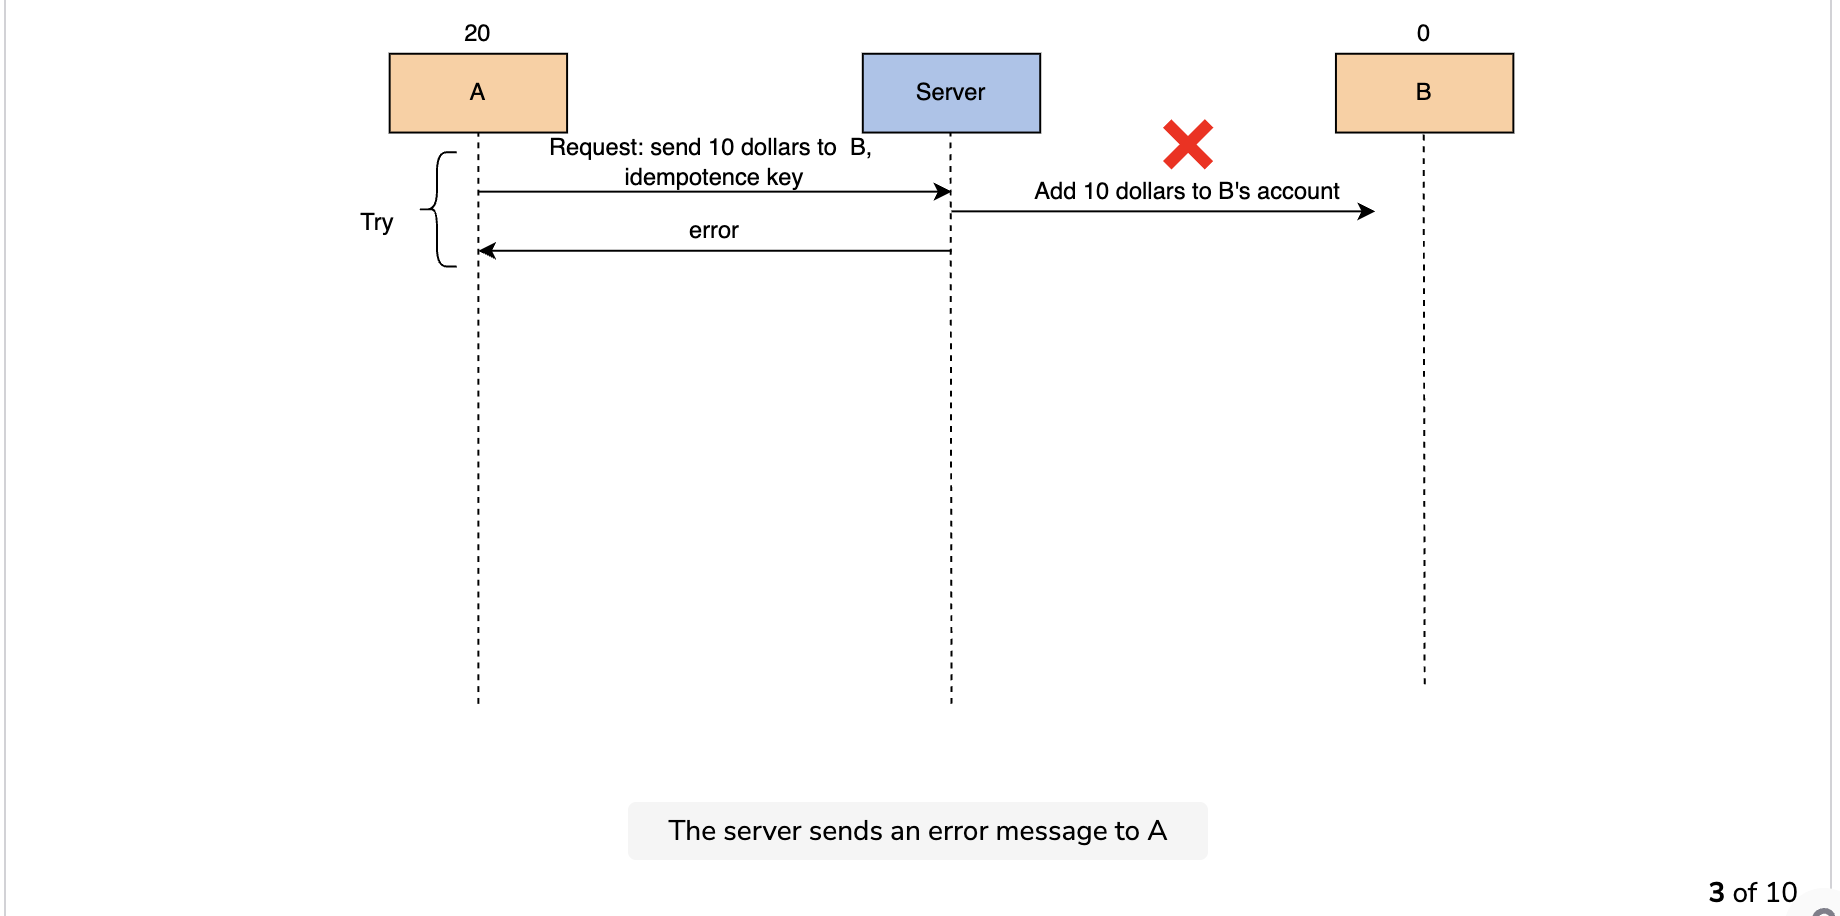 20
0
A
Server
B
Request: send 10 dollars to B,
idempotence key
Add 10 dollars to B's account
Try
error
The server sends an error message to A
3 of 10